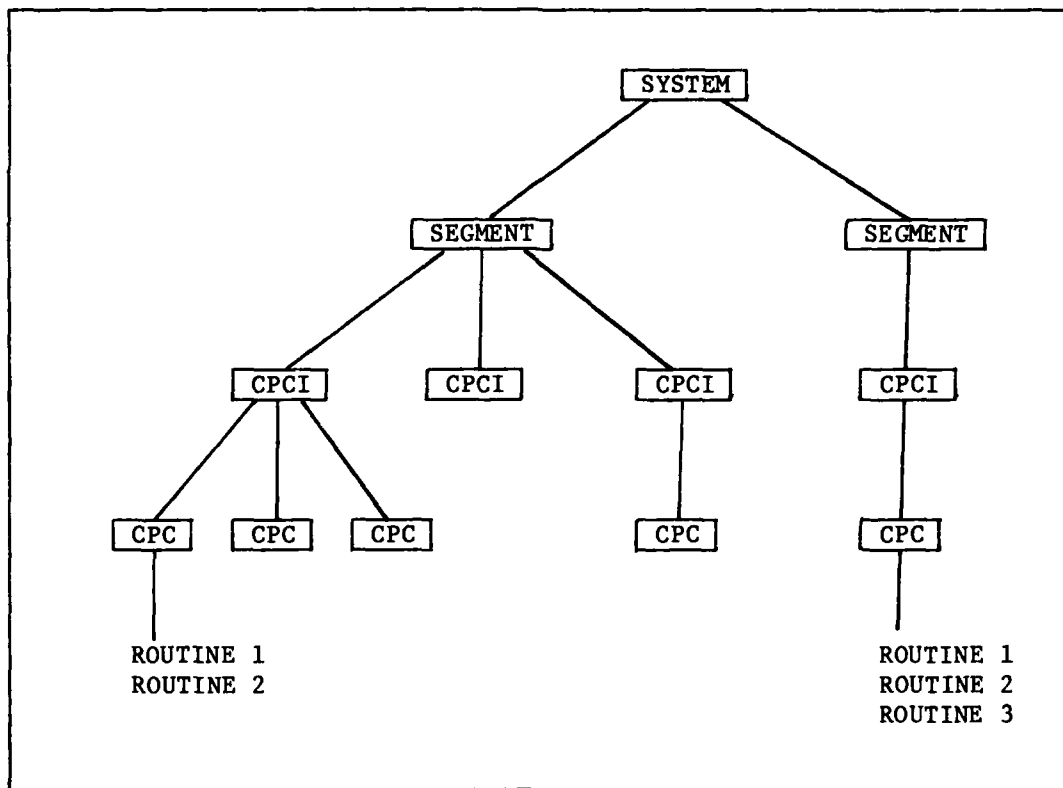 SYSTEM
SEGMENT SEGMENT
CPCI CPCI CPCI CPCI
CPC CPC CPC CPC CPC
ROUTINE 1 ROUTINE 1
ROUTINE 2 ROUTINE 2
ROUTINE 3